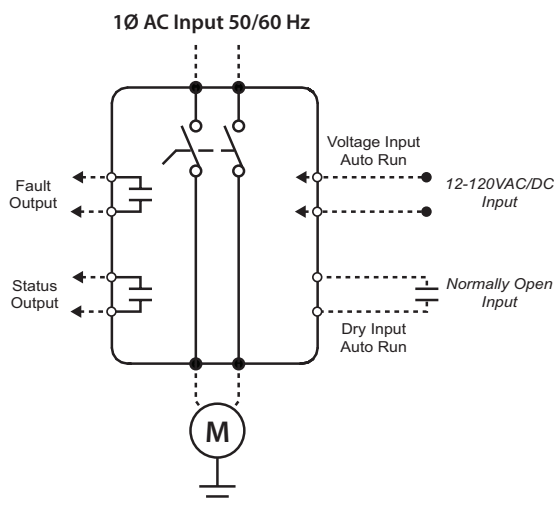 1Ø AC Input 50/60 Hz
Voltage Input
Auto Run
Fault
Output
12-120VAC/DC
Input
Status
Output
Normally Open
Input
Dry Input
Auto Run
M